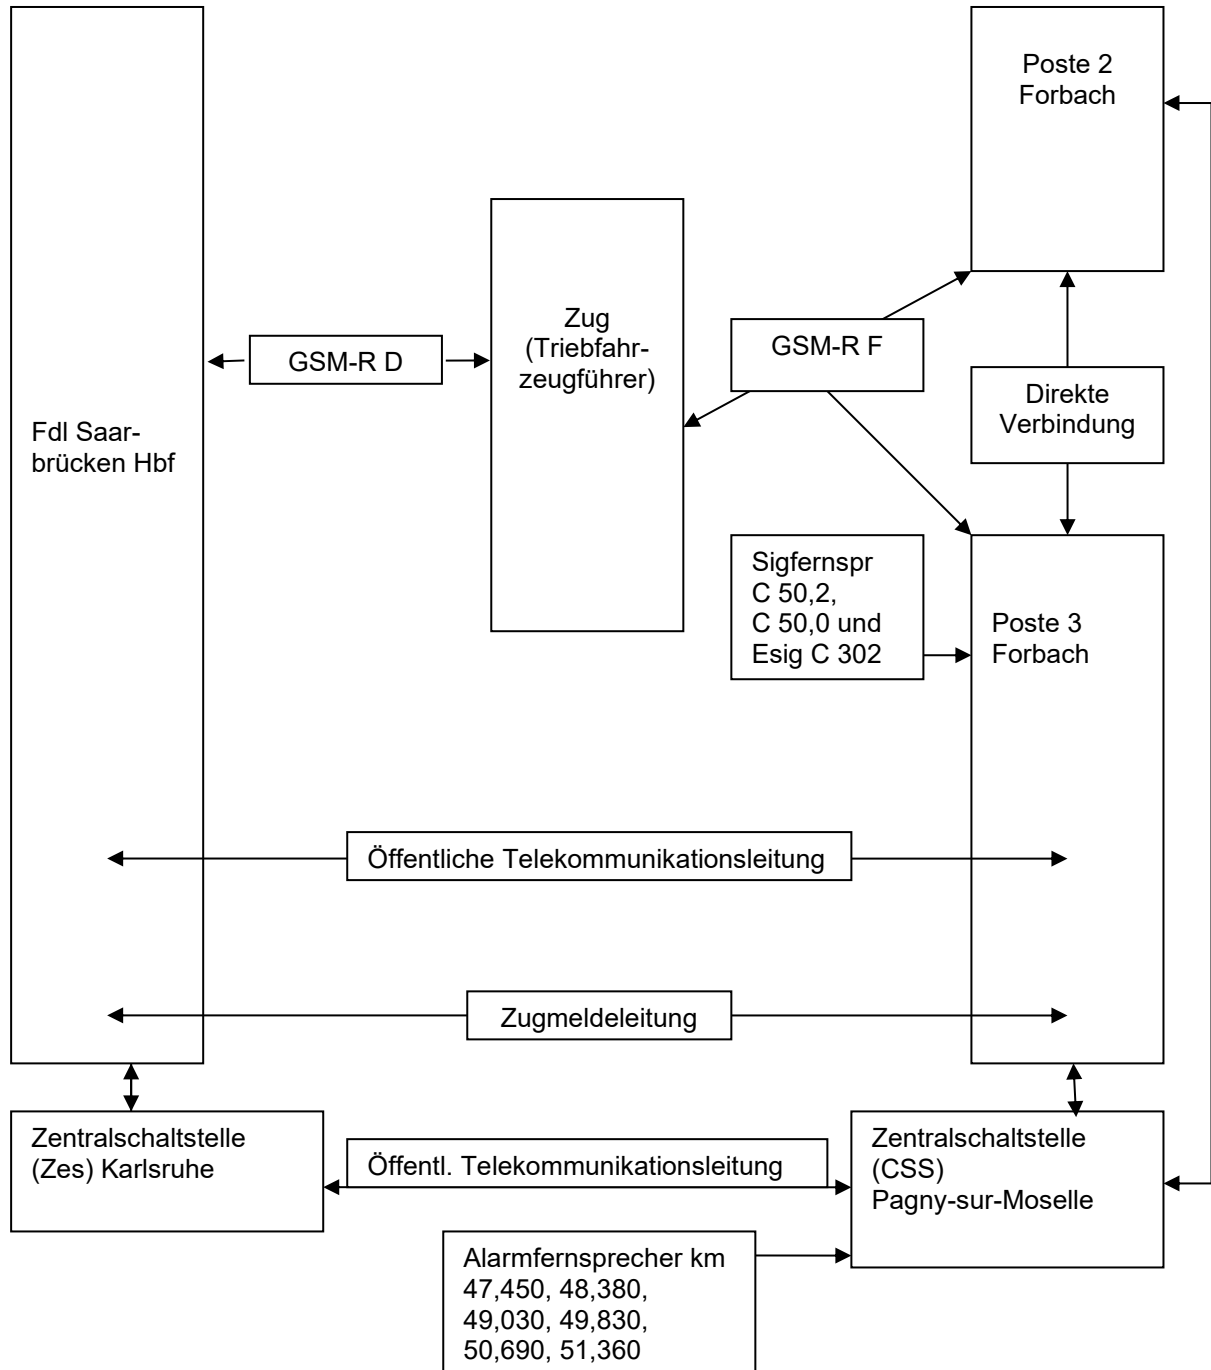 Poste 2
Forbach
Zug
(Triebfahr-
zeugführer)
GSM-R D
GSM-R F
Direkte
Verbindung
Fdl Saar-
brücken Hbf
Sigfernspr
C 50,2,
C 50,0 und
Esig C 302
Poste 3
Forbach
Öffentliche Telekommunikationsleitung
Zugmeldeleitung
Zentralschaltstelle
(Zes) Karlsruhe
Öffentl. Telekommunikationsleitung
Zentralschaltstelle
(CSS)
Pagny-sur-Moselle
Alarmfernsprecher km
47,450, 48,380,
49,030, 49,830,
50,690, 51,360